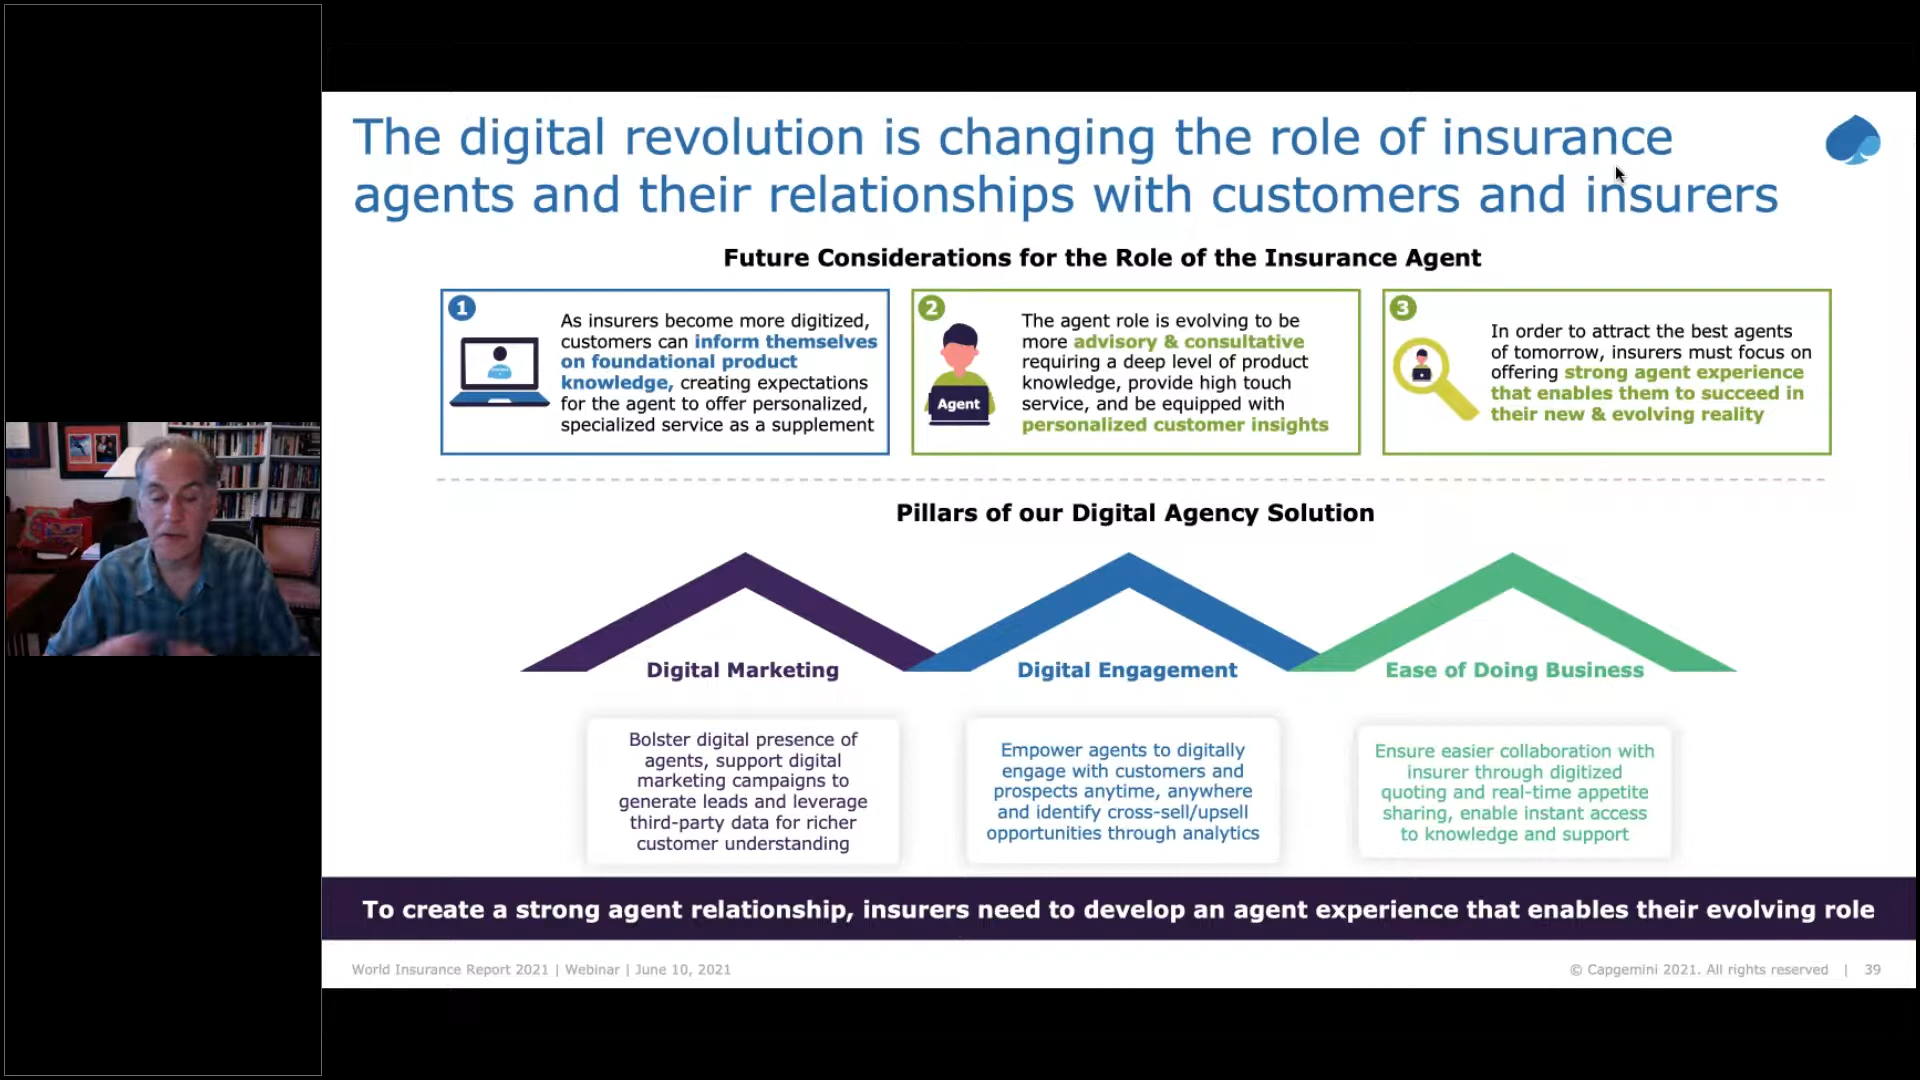 The digital revolution is changing the role of insurance
agents and their relationships with customers and insurers
Future Considerations for the Role of the Insurance Agent
1
As insurers become more digitized,
customers can inform themselves
on foundational product
knowledge, creating expectations
for the agent to offer personalized,
specialized service as a supplement
2
Agent
The agent role is evolving to be
more advisory & consultative
requiring a deep level of product
knowledge, provide high touch
service, and be equipped with
personalized customer insights
3
In order to attract the best agents
of tomorrow, insurers must focus on
offering strong agent experience
that enables them to succeed in
their new & evolving reality
Pillars of our Digital Agency Solution
Digital Marketing
Bolster digital presence of
agents, support digital
marketing campaigns to
generate leads and leverage
third-party data for richer
customer understanding
Digital Engagement
Empower agents to digitally
engage with customers and
prospects anytime, anywhere
and identify cross-sell/upsell
opportunities through analytics
Ease of Doing Business
Ensure easier collaboration with
insurer through digitized
quoting and real-time appetite
sharing, enable instant access
to knowledge and support
To create a strong agent relationship, insurers need to develop an agent experience that enables their evolving role
World Insurance Report 2021 | Webinar | June 10, 2021
© Capgemini 2021. All rights reserved | 39